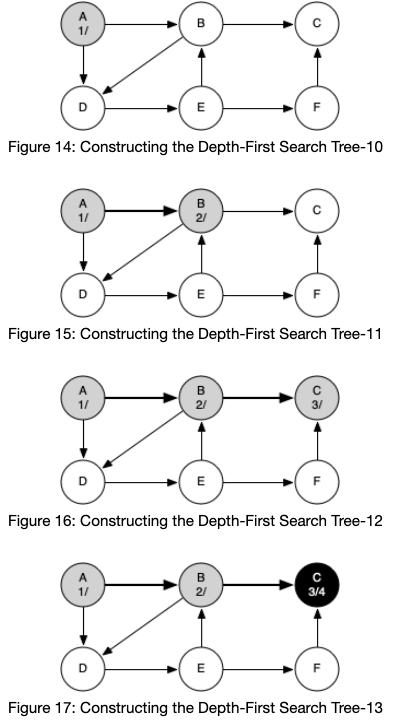 A
1/
B
C
D
E
F
Figure 14: Constructing the Depth-First Search Tree-10
A
1/
B
2/
C
D
E
F
Figure 15: Constructing the Depth-First Search Tree-11
A
1/
B
2/
C
3/
D
E
F
Figure 16: Constructing the Depth-First Search Tree-12
A
1/
B
2/
C
3/4
D
E
F
Figure 17: Constructing the Depth-First Search Tree-13